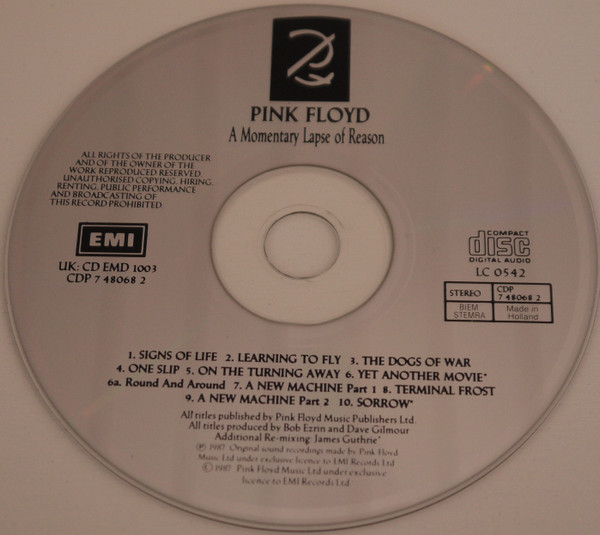 PINK FLOYD
A Momentary Lapse of Reason
ALL RIGHTS OF THE PRODUCER
AND OF THE OWNER OF THE
WORK REPRODUCED RESERVED.
UNAUTHORISED COPYING, HIRING,
RENTING, PUBLIC PERFORMANCE
AND BROADCASTING OF
THIS RECORD PROHIBITED.
EMI
UK: CD EMD 1003
CDP 7 48068 2
COMPACT
disc
DIGITAL AUDIO
LC 0542
STEREO
CDP
7 48068 2
BIEM
STEMRA
Made in
Holland
1. SIGNS OF LIFE 2. LEARNING TO FLY 3. THE DOGS OF WAR
4. ONE SLIP 5. ON THE TURNING AWAY 6. YET ANOTHER MOVIE*
6a. Round And Around 7. A NEW MACHINE Part 1 8. TERMINAL FROST
9. A NEW MACHINE Part 2 10. SORROW*
All titles published by Pink Floyd Music Publishers Ltd.
All titles produced by Bob Ezrin and Dave Gilmour
Additional Re-mixing: James Guthrie*
℗ 1987 Original sound recordings made by Pink Floyd
Music Ltd under exclusive licence to EMI Records Ltd
© 1987 Pink Floyd Music Ltd under exclusive
licence to EMI Records Ltd